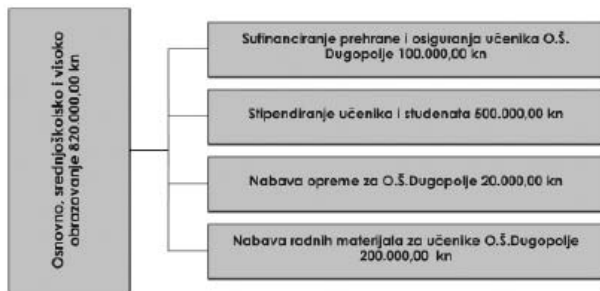 Osnovno, srednjoškolsko i visoko
obrazovanje 820.000,00 kn
Sufinanciranje prehrane i osiguranja učenika O.Š.
Dugopolje 100.000,00 kn
Stipendiranje učenika i studenata 500.000,00 kn
Nabava opreme za O.Š.Dugopolje 20.000,00 kn
Nabava radnih materijala za učenike O.Š.Dugopolje
200.000,00 kn